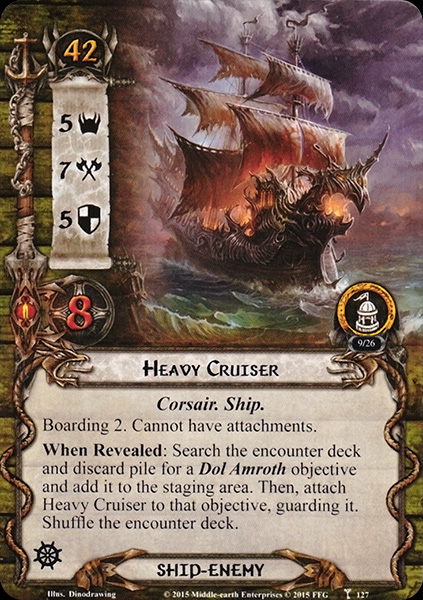 42
5
7
5
8
9/26
Heavy Cruiser
Corsair. Ship.
Boarding 2. Cannot have attachments.
When Revealed: Search the encounter deck
and discard pile for a Dol Amroth objective
and add it to the staging area. Then, attach
Heavy Cruiser to that objective, guarding it.
Shuffle the encounter deck.
SHIP-ENEMY
Illus. Dinodrawing
© 2015 Middle-earth Enterprises © 2015 FFG
127